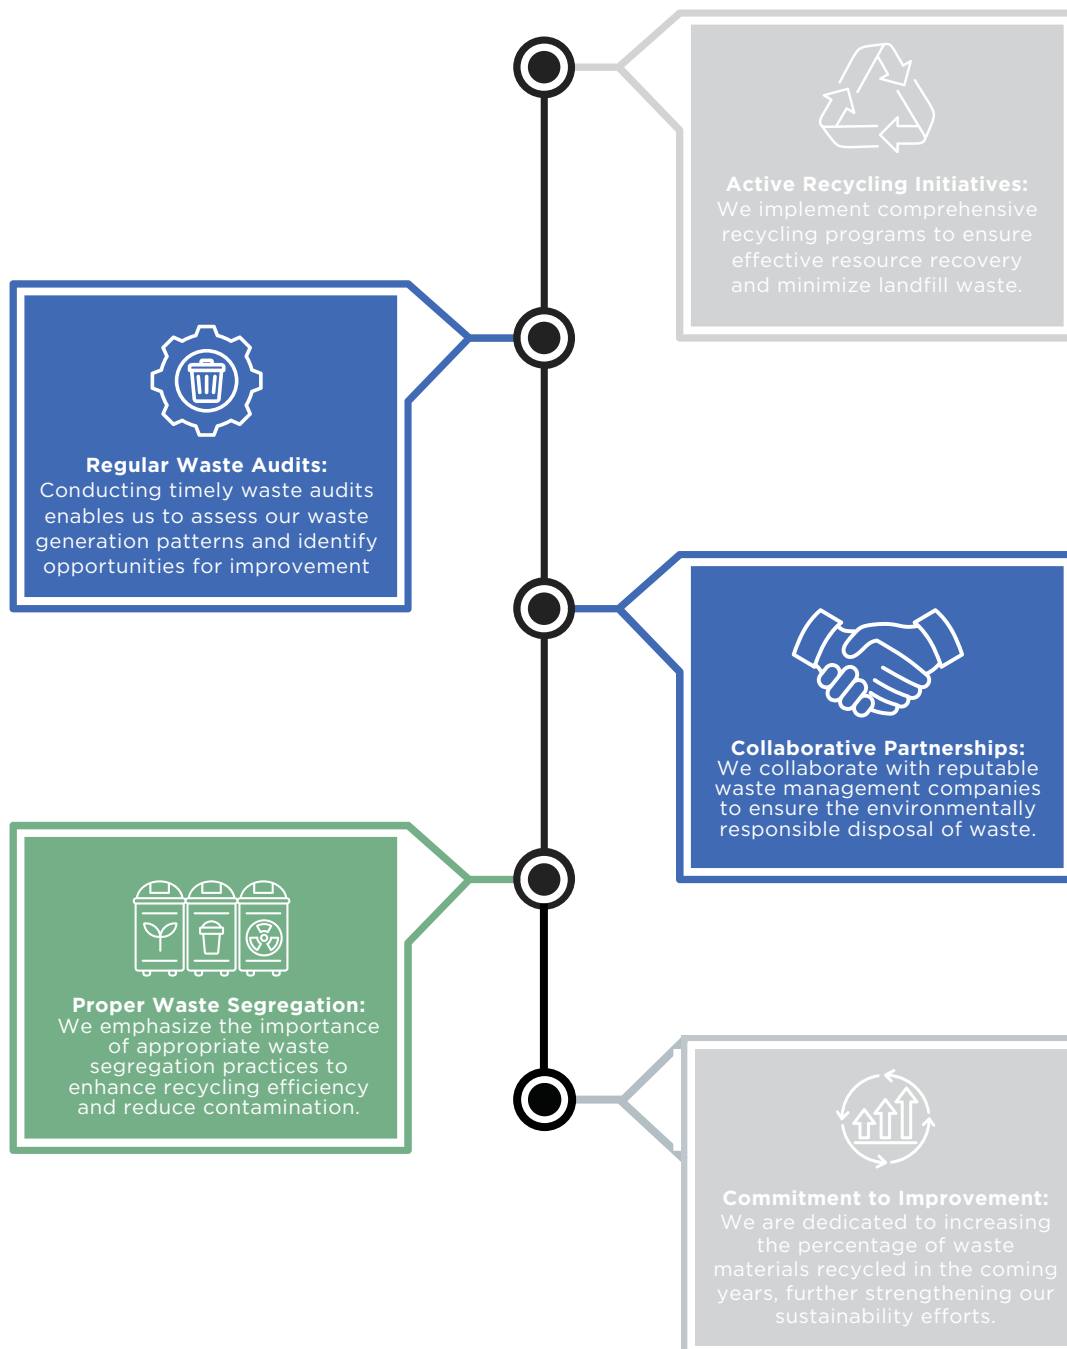 Active Recycling Initiatives:
We implement comprehensive
recycling programs to ensure
effective resource recovery
and minimize landfill waste.
Regular Waste Audits:
Conducting timely waste audits
enables us to assess our waste
generation patterns and identify
opportunities for improvement
Collaborative Partnerships:
We collaborate with reputable
waste management companies
to ensure the environmentally
responsible disposal of waste.
Proper Waste Segregation:
We emphasize the importance
of appropriate waste
segregation practices to
enhance recycling efficiency
and reduce contamination.
Commitment to Improvement:
We are dedicated to increasing
the percentage of waste
materials recycled in the coming
years, further strengthening our
sustainability efforts.